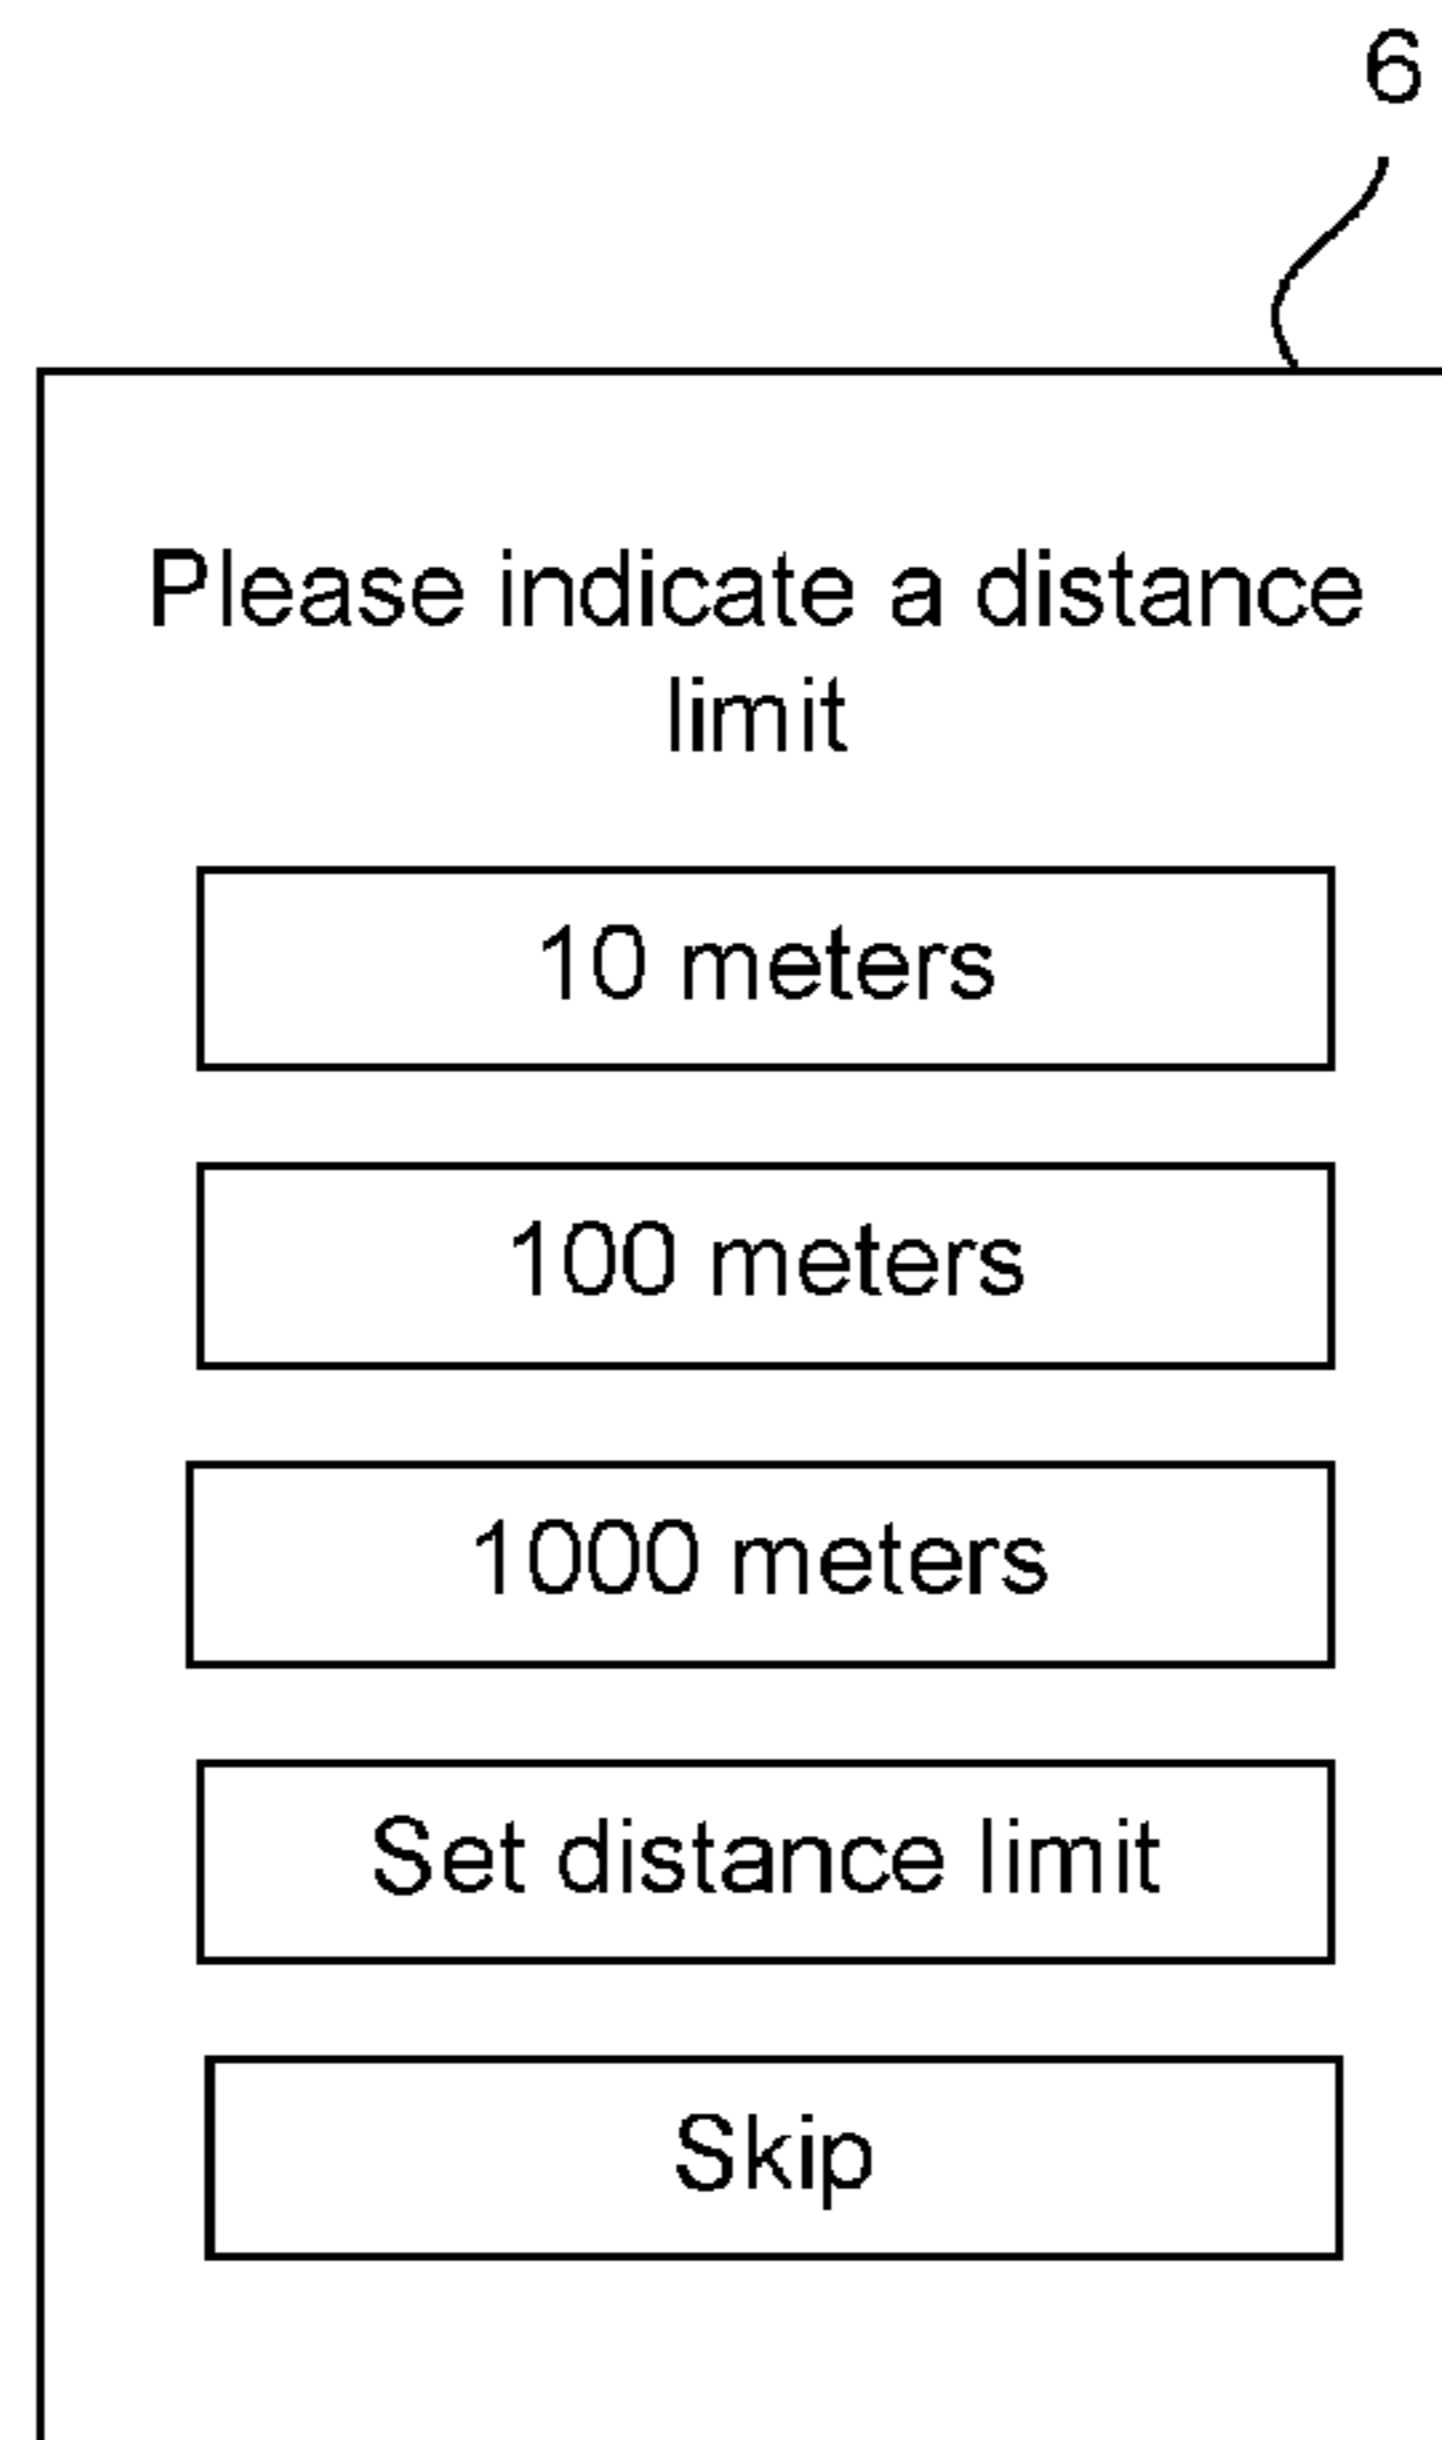 6
Please indicate a distance
limit
10 meters
100 meters
1000 meters
Set distance limit
Skip